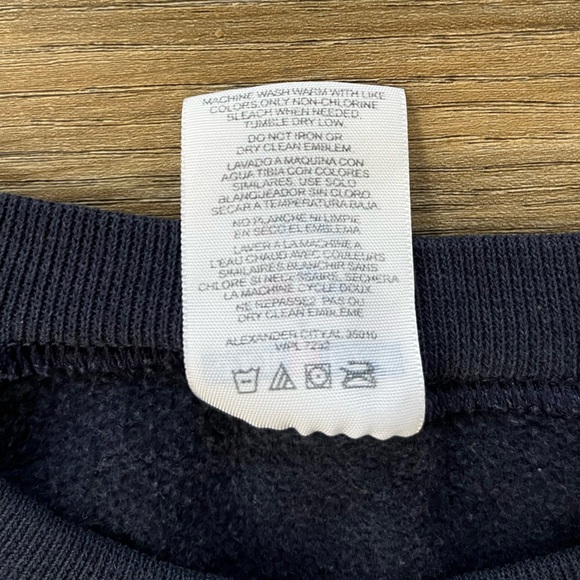 MACHINE WASH WARM WITH LIKE
COLORS. ONLY NON-CHLORINE
BLEACH WHEN NEEDED.
TUMBLE DRY LOW.
DO NOT IRON OR
DRY CLEAN EMBLEM.
LAVADO A MAQUINA CON
AGUA TIBIA CON COLORES
SIMILARES. USE SOLO
BLANQUEADOR SIN CLORO
SECAR A TEMPERATURA BAJA.
NO PLANCHE NI LIMPIE
EN SECO EL EMBLEMA.
LAVER A LA MACHINE A
L'EAU CHAUD AVEC COULEURS
SIMILAIRES BLANCHIR SANS
CHLORE SI NECESSAIRE. SECHERA
LA MACHINE CYCLE DOUX.
NE REPASSEZ PAS OU
DRY CLEAN EMBLÈME
ALEXANDER CITY, AL 35010
WPL 7234